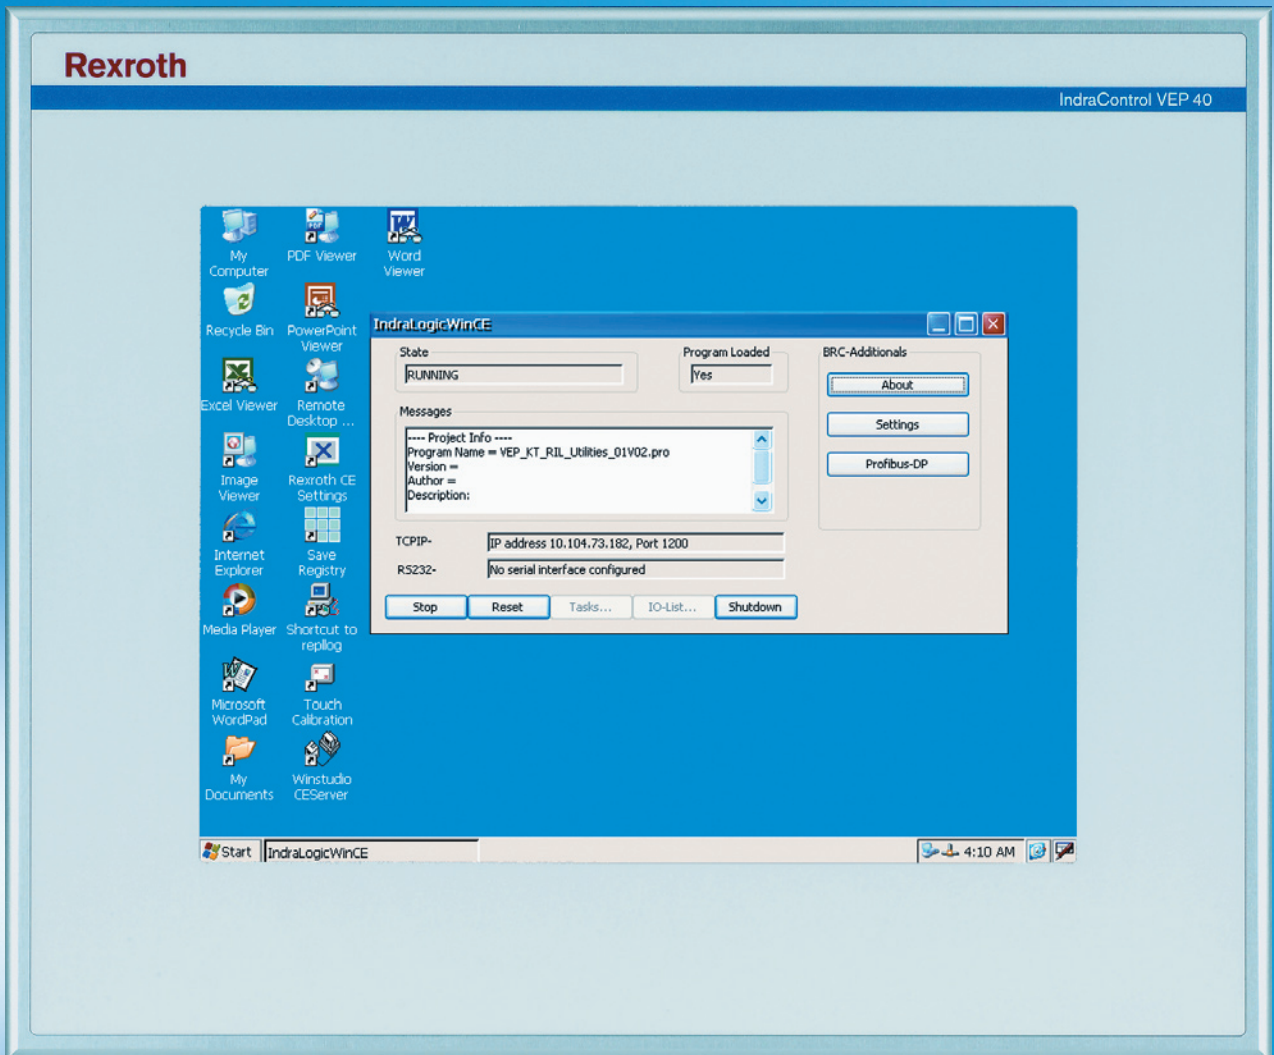 Rexroth
IndraControl VEP 40
My
Computer
PDF Viewer
Word
Viewer
Recycle Bin
PowerPoint
Viewer
Excel Viewer
Remote
Desktop ...
Image
Viewer
Rexroth CE
Settings
Internet
Explorer
Save
Registry
Media Player
Shortcut to
repllog
Microsoft
WordPad
Touch
Calibration
My
Documents
Winstudio
CEServer
IndraLogicWinCE
State
RUNNING
Program Loaded
Yes
BRC-Additionals
About
Settings
Profibus-DP
Messages
---- Project Info ----
Program Name = VEP_KT_RIL_Utilities_01V02.pro
Version =
Author =
Description:
TCPIP-
IP address 10.104.73.182, Port 1200
RS232-
No serial interface configured
Stop
Reset
Tasks...
IO-List...
Shutdown
Start
IndraLogicWinCE
4:10 AM